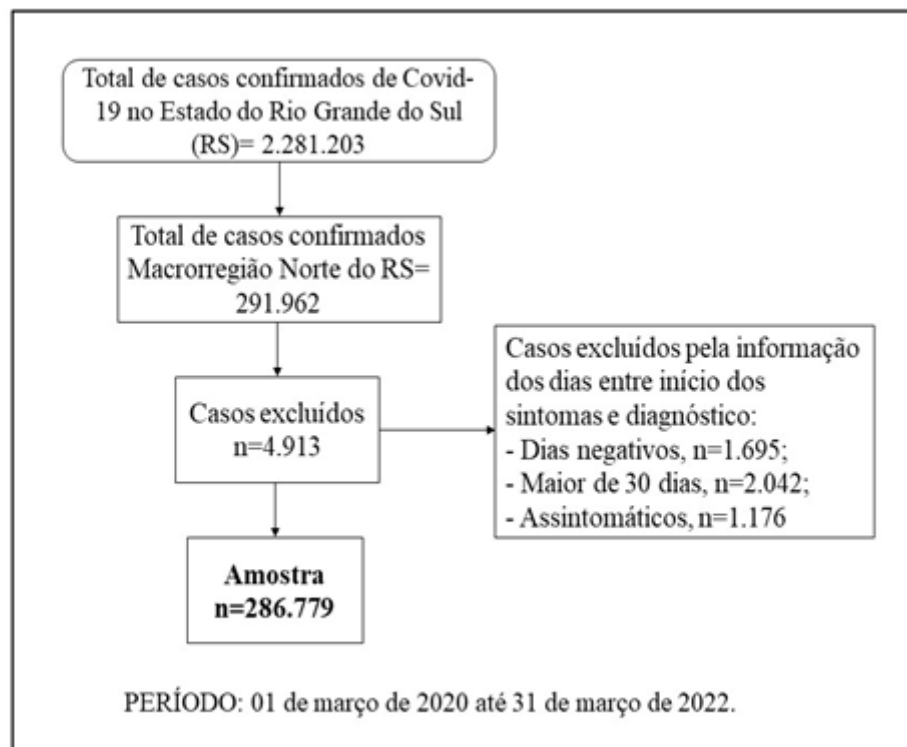 Total de casos confirmados de Covid-
19 no Estado do Rio Grande do Sul
(RS)= 2.281.203
Total de casos confirmados
Macrorregião Norte do RS=
291.962
Casos excluídos
n=4.913
Casos excluídos pela informação
dos dias entre início dos
sintomas e diagnóstico:
- Dias negativos, n=1.695;
- Maior de 30 dias, n=2.042;
- Assintomáticos, n=1.176
Amostra
n=286.779
PERÍODO: 01 de março de 2020 até 31 de março de 2022.